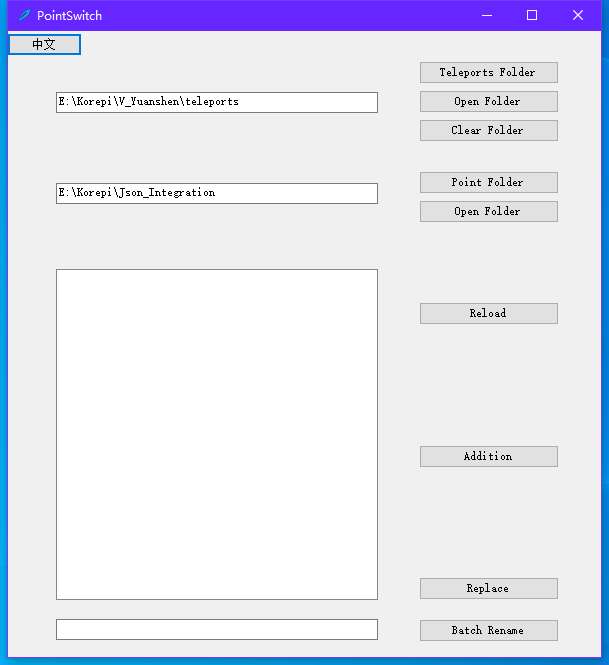 PointSwitch
中文
Teleports Folder
E:\Korepi\V_Yuanshen\teleports
Open Folder
Clear Folder
Point Folder
E:\Korepi\Json_Integration
Open Folder
Reload
Addition
Replace
Batch Rename